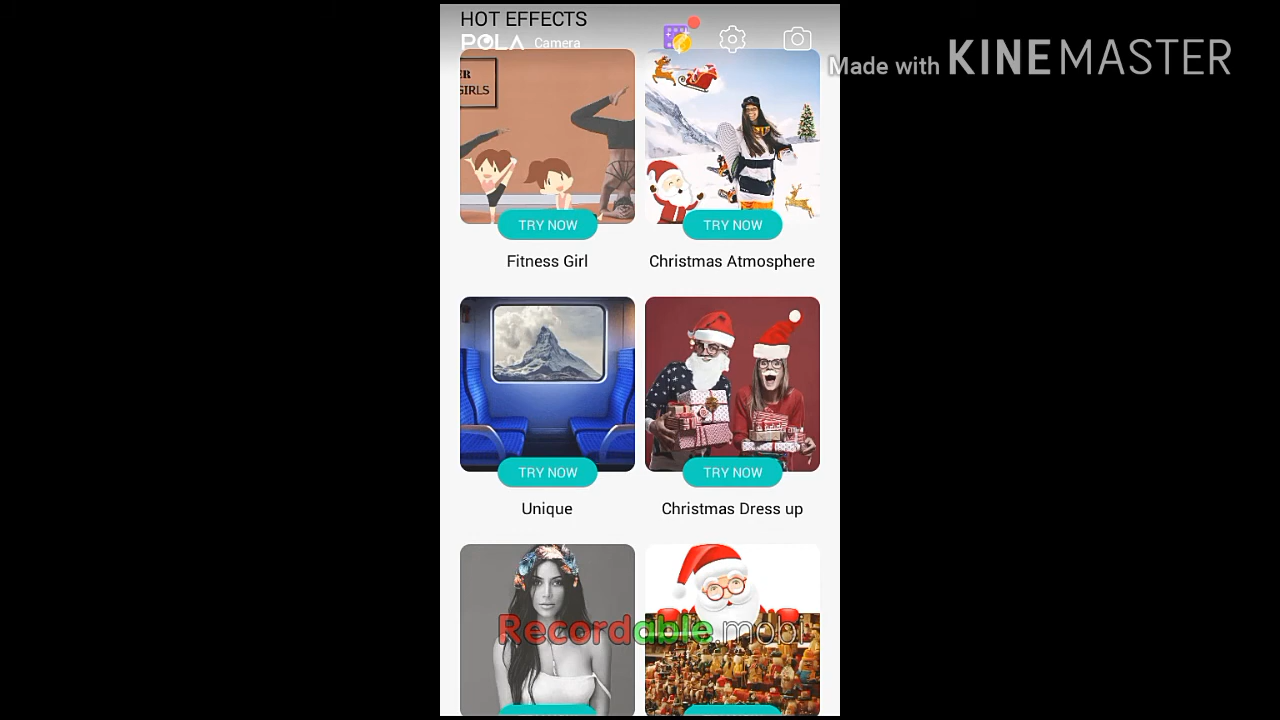 HOT EFFECTS
POLA Camera
Made with KINEMASTER
ER
GIRLS
TRY NOW
TRY NOW
Fitness Girl
Christmas Atmosphere
TRY NOW
TRY NOW
Unique
Christmas Dress up
Recordable.mobi